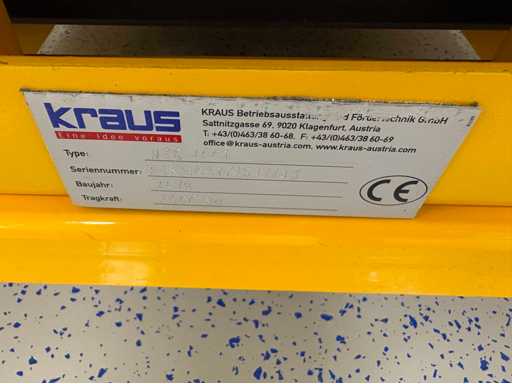 kraus
Eine Idee voraus
KRAUS Betriebsausstattung und Fördertechnik GmbH
Sattnitzgasse 69, 9020 Klagenfurt, Austria
T: +43/(0)463/38 60-68, F: +43/(0)463/38 60-69
office@kraus-austria.com, www.kraus-austria.com
Type:
Seriennummer:
Baujahr:
Tragkraft:
CE